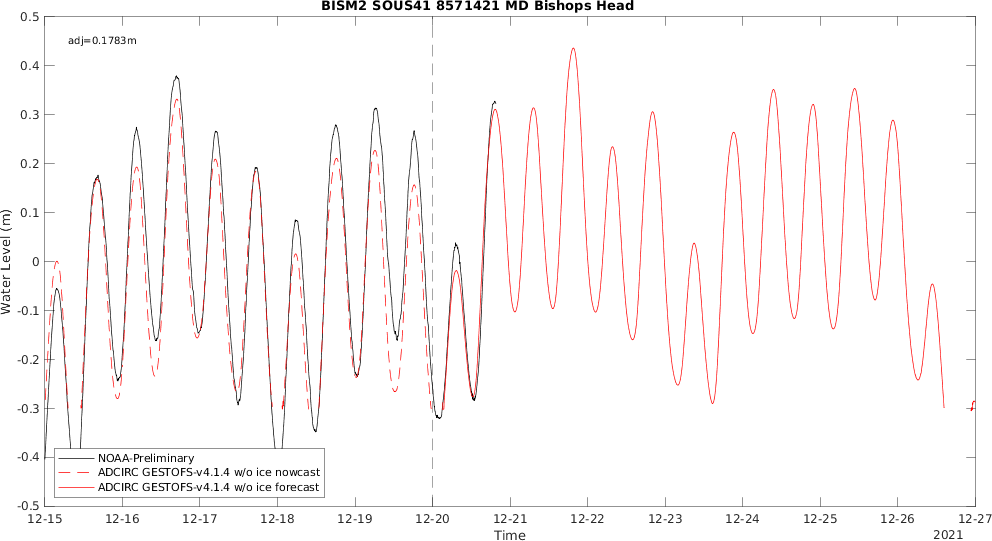 BISM2 SOUS41 8571421 MD Bishops Head
adj=0.1783m
0.5
0.4
0.3
0.2
0.1
0
-0.1
-0.2
-0.3
-0.4
-0.5
Water Level (m)
NOAA-Preliminary
ADCIRC GESTOFS-v4.1.4 w/o ice nowcast
ADCIRC GESTOFS-v4.1.4 w/o ice forecast
12-15 12-16 12-17 12-18 12-19 12-20 12-21 12-22 12-23 12-24 12-25 12-26 12-27
Time
2021